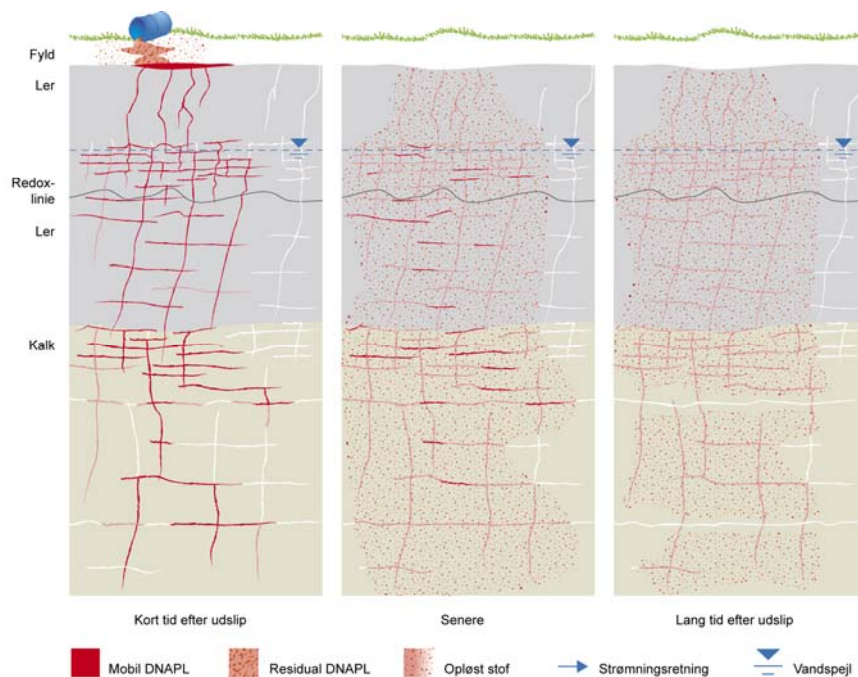 Fyld
Ler
Redox-
linie
Ler
Kalk
Kort tid efter udslip
Senere
Lang tid efter udslip
Mobil DNAPL
Residual DNAPL
Opløst stof
Strømningsretning
Vandspejl